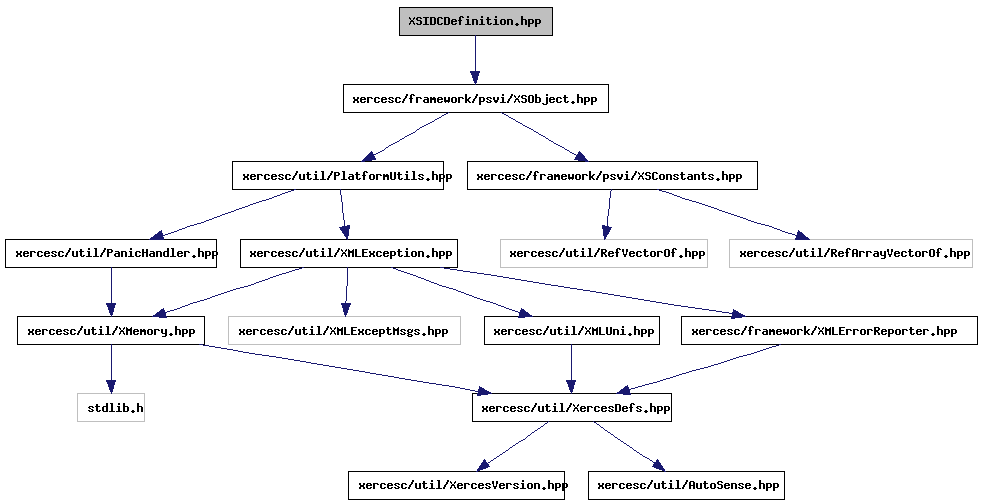 XSIDCDefinition.hpp
xercesc/framework/psvi/XSObject.hpp
xercesc/util/PlatformUtils.hpp
xercesc/framework/psvi/XSConstants.hpp
xercesc/util/PanicHandler.hpp
xercesc/util/XMLException.hpp
xercesc/util/RefVectorOf.hpp
xercesc/util/RefArrayVectorOf.hpp
xercesc/util/XMemory.hpp
xercesc/util/XMLExceptMsgs.hpp
xercesc/util/XMLUni.hpp
xercesc/framework/XMLErrorReporter.hpp
stdlib.h
xercesc/util/XercesDefs.hpp
xercesc/util/XercesVersion.hpp
xercesc/util/AutoSense.hpp